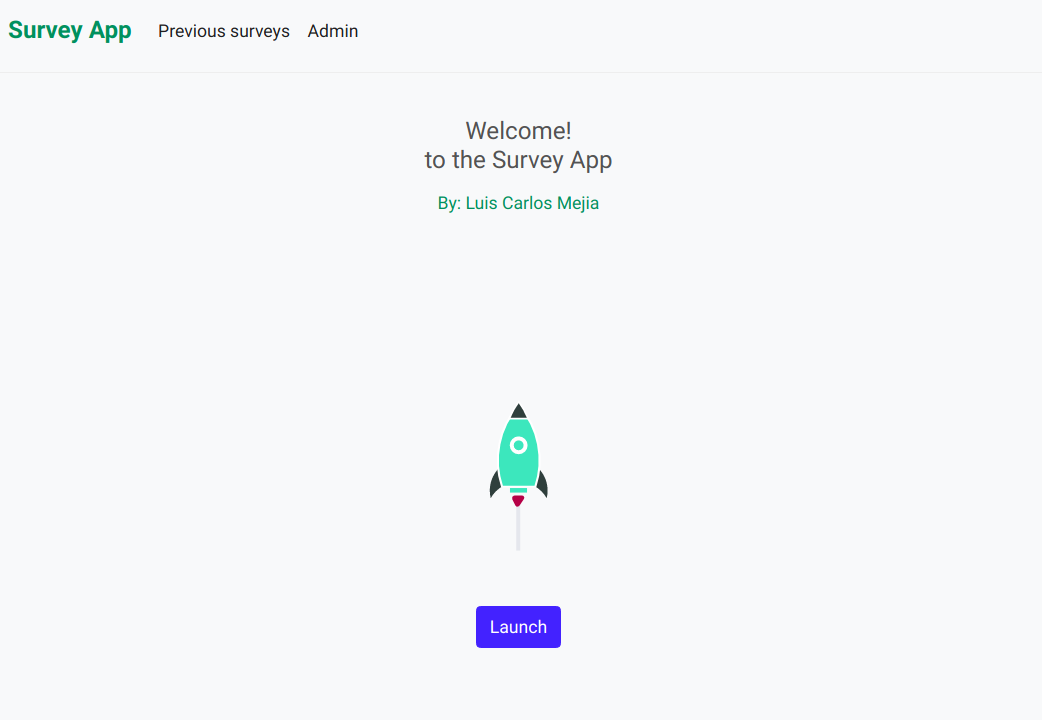 Survey App Previous surveys Admin
Welcome!
to the Survey App
By: Luis Carlos Mejia
Launch